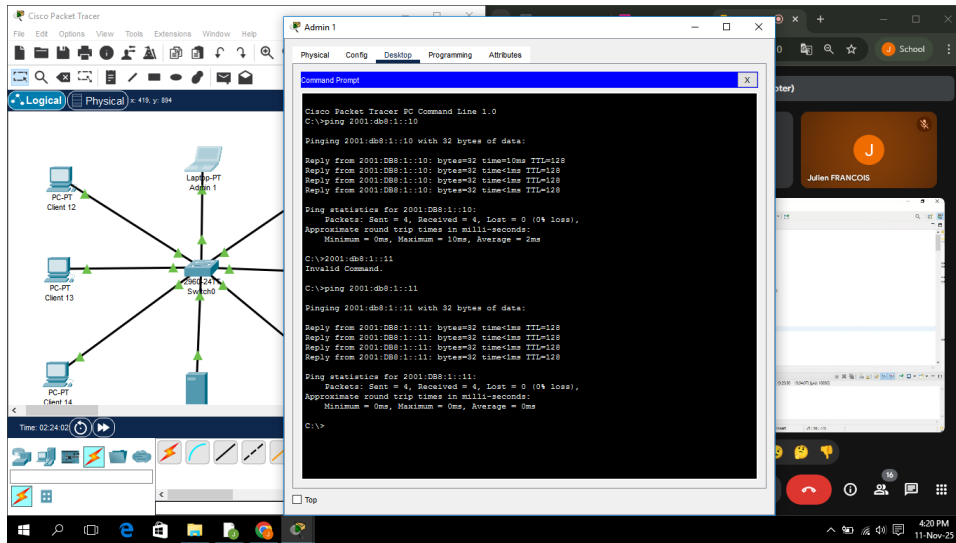 Cisco Packet Tracer
File Edit Options View Tools Extensions Window Help
Logical
Physical
x: 419, y: 894
Laptop-PT
Admin 1
PC-PT
Client 12
PC-PT
Client 13
2960-24TT
Switch0
PC-PT
Client 14
Time: 02:24:02
Admin 1
Physical Config Desktop Programming Attributes
Command Prompt
X
Cisco Packet Tracer PC Command Line 1.0
C:\>ping 2001:db8:1::10
Pinging 2001:db8:1::10 with 32 bytes of data:
Reply from 2001:DB8:1::10: bytes=32 time=10ms TTL=128
Reply from 2001:DB8:1::10: bytes=32 time<1ms TTL=128
Reply from 2001:DB8:1::10: bytes=32 time<1ms TTL=128
Reply from 2001:DB8:1::10: bytes=32 time<1ms TTL=128
Ping statistics for 2001:DB8:1::10:
Packets: Sent = 4, Received = 4, Lost = 0 (0% loss),
Approximate round trip times in milli-seconds:
Minimum = 0ms, Maximum = 10ms, Average = 2ms
C:\>2001:db8:1::11
Invalid Command.
C:\>ping 2001:db8:1::11
Pinging 2001:db8:1::11 with 32 bytes of data:
Reply from 2001:DB8:1::11: bytes=32 time<1ms TTL=128
Reply from 2001:DB8:1::11: bytes=32 time<1ms TTL=128
Reply from 2001:DB8:1::11: bytes=32 time<1ms TTL=128
Reply from 2001:DB8:1::11: bytes=32 time<1ms TTL=128
Ping statistics for 2001:DB8:1::11:
Packets: Sent = 4, Received = 4, Lost = 0 (0% loss),
Approximate round trip times in milli-seconds:
Minimum = 0ms, Maximum = 0ms, Average = 0ms
C:\>
Top
J School
J
Julien FRANCOIS
16
4:20 PM
11-Nov-25